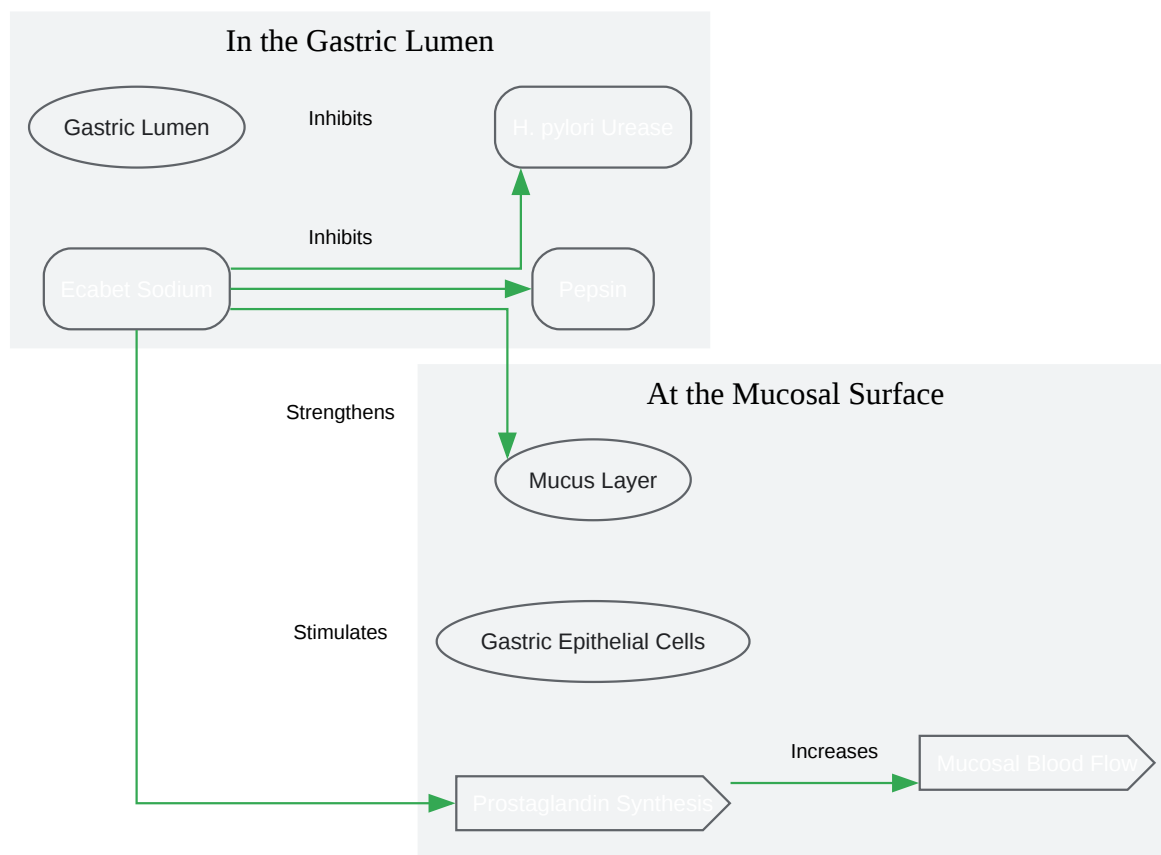 In the Gastric Lumen
Gastric Lumen
Inhibits
H. pylori Urease
Inhibits
Ecabet Sodium
Pepsin
At the Mucosal Surface
Strengthens
Mucus Layer
Stimulates
Gastric Epithelial Cells
Increases
Mucosal Blood Flow
Prostaglandin Synthesis